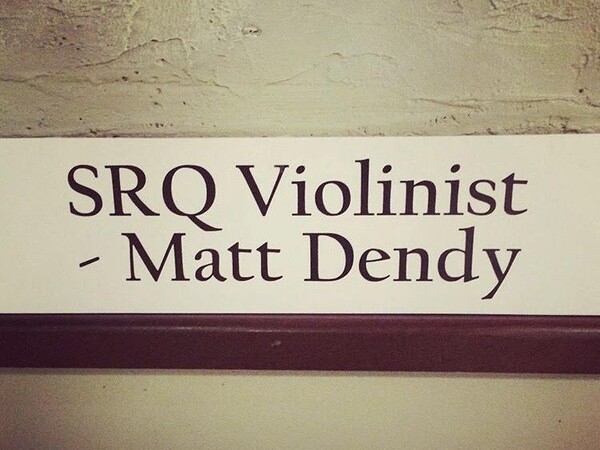 SRQ Violinist
- Matt Dendy